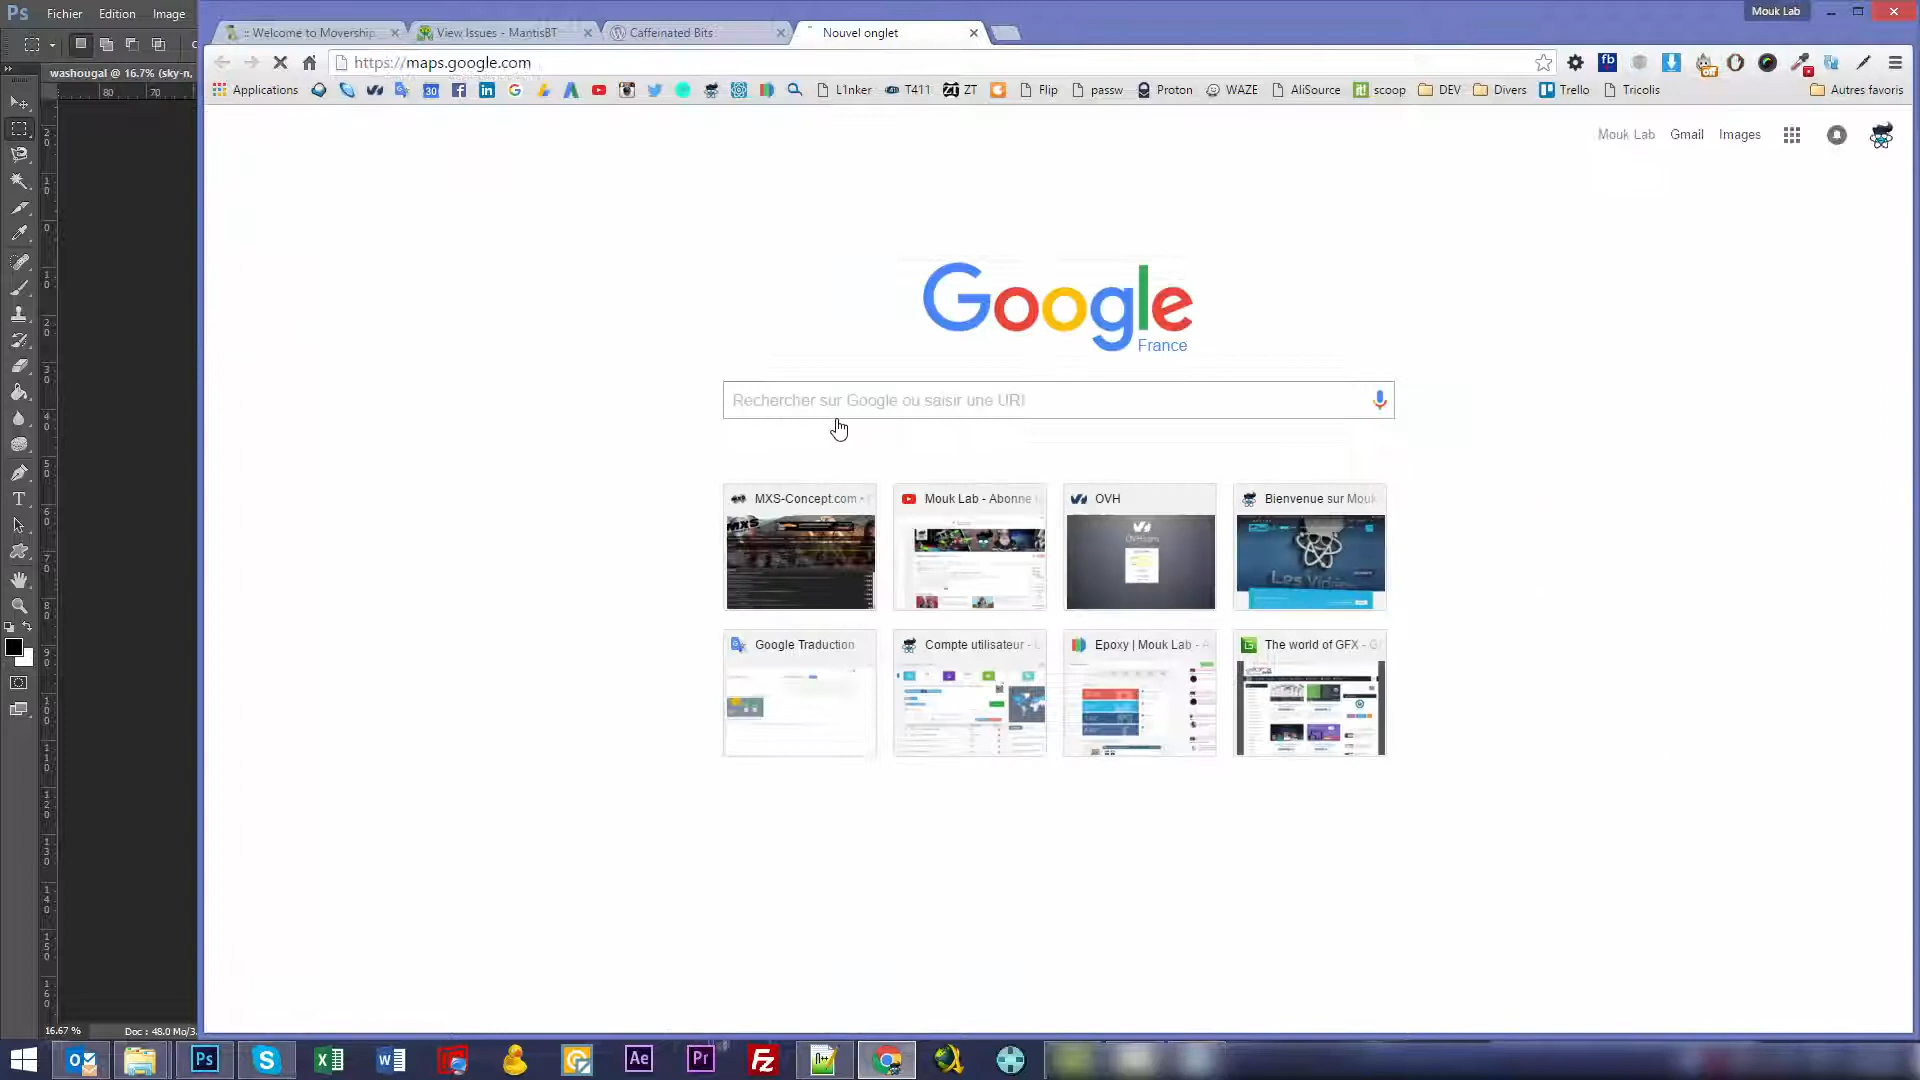 Ps Fichier Edition Image
Mouk Lab
:: Welcome to Movership
View Issues - MantisBT
Caffeinated Bits
Nouvel onglet
https://maps.google.com
washougal @ 16.7% (sky-n,
Applications
30
L1nker
T411
ZT
Flip
passw
Proton
WAZE
AliSource
scoop
DEV
Divers
Trello
Tricolis
Autres favoris
Mouk Lab Gmail Images
Google
France
Rechercher sur Google ou saisir une URL
MXS-Concept.com -
Mouk Lab - Abonne
OVH
Bienvenue sur Mouk
Google Traduction
Compte utilisateur -
Epoxy | Mouk Lab -
The world of GFX - G
16.67 %
Doc : 48.0 Mo/3.